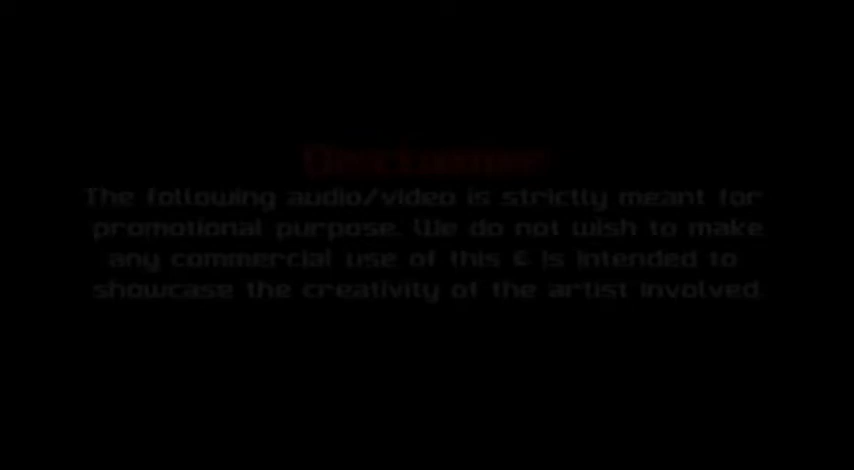 Disclaimer
The following audio/video is strictly meant for
promotional purpose. We do not wish to make
any commercial use of this & is intended to
showcase the creativity of the artist involved.